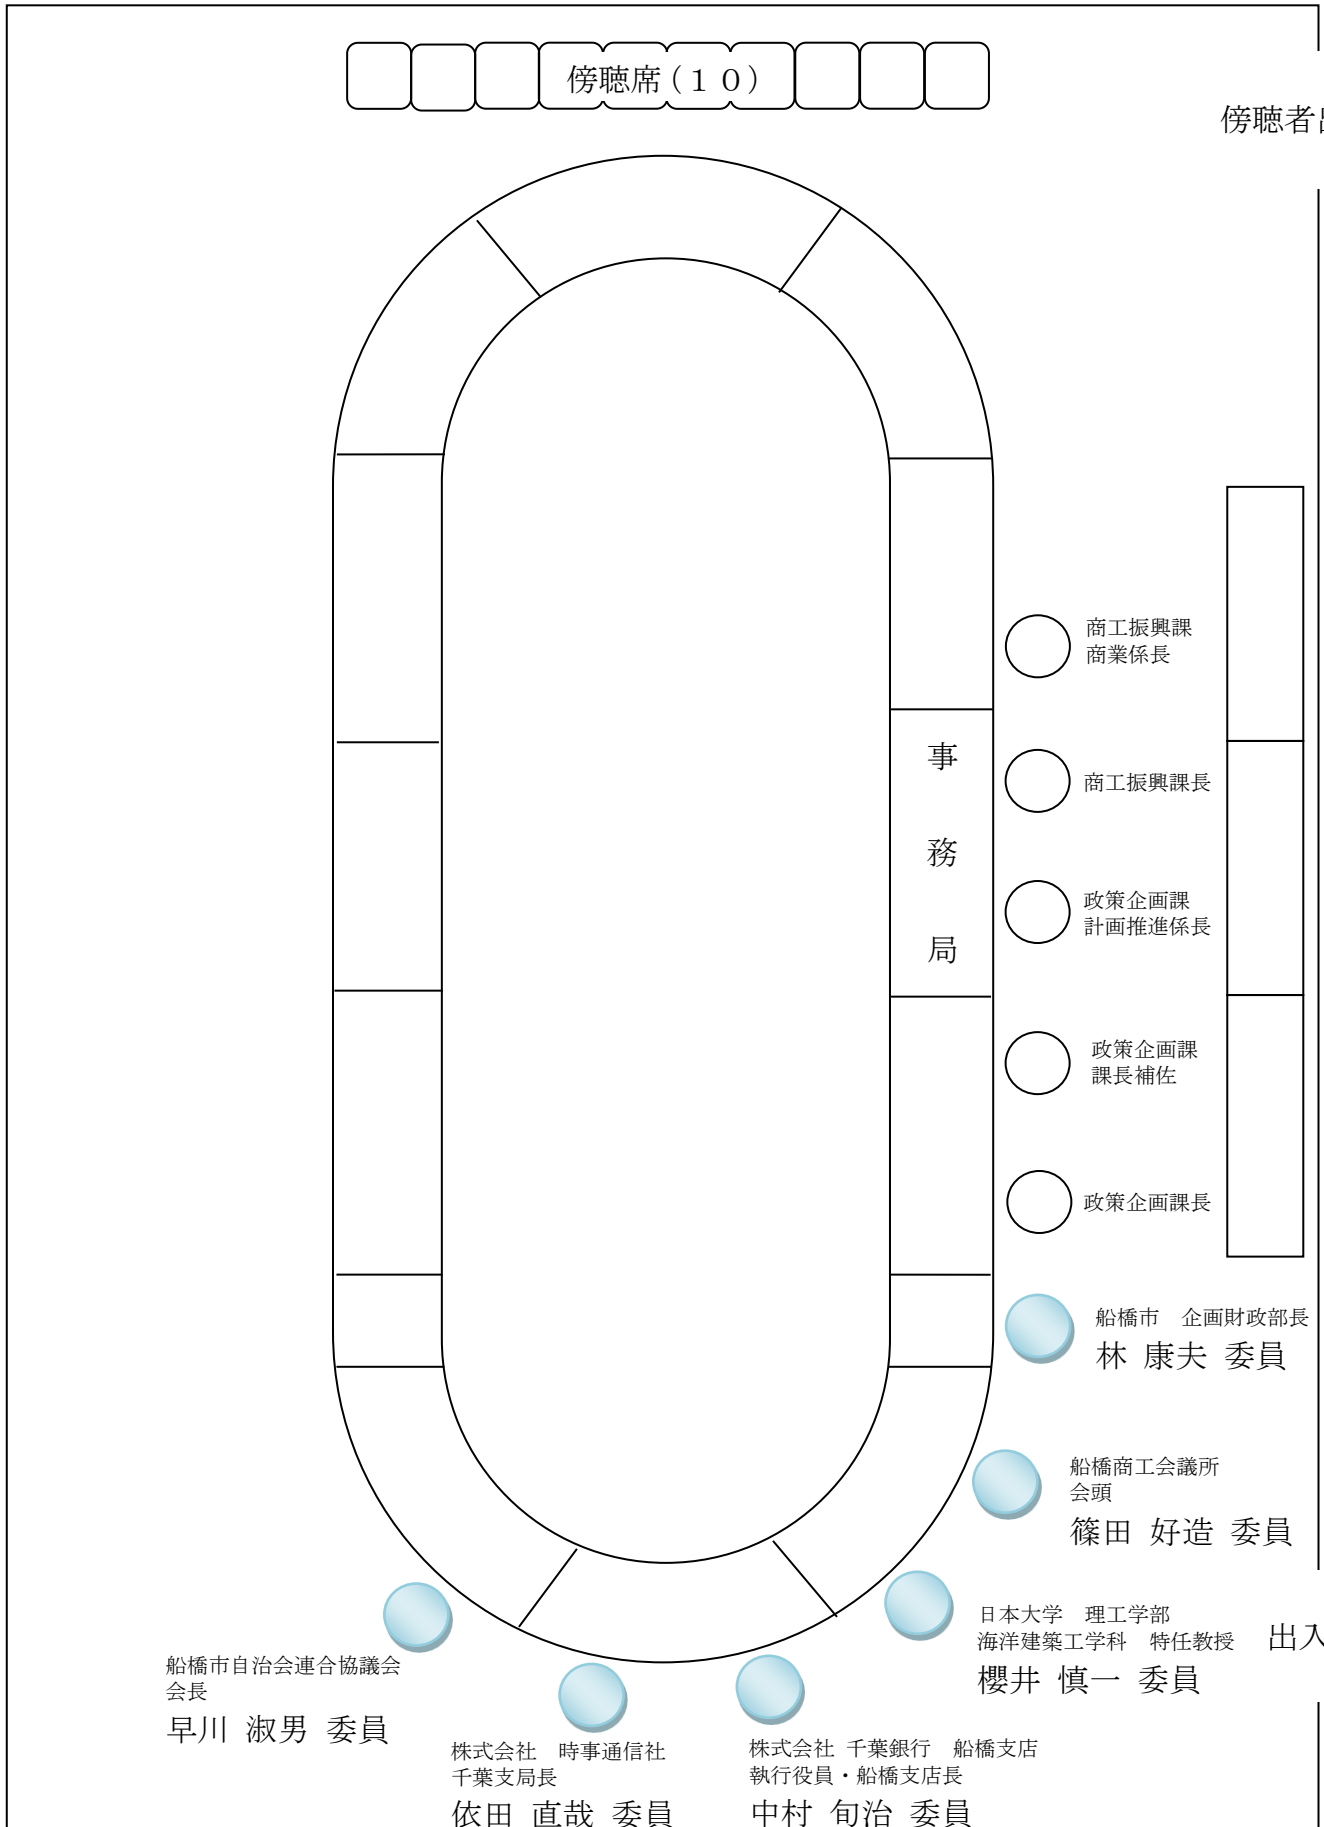 傍聴席(１０)
傍聴者
商工振興課
商業係長
事
務
局
商工振興課長
政策企画課
計画推進係長
政策企画課
課長補佐
政策企画課長
船橋市　企画財政部長
林 康夫 委員
船橋商工会議所
会頭
篠田 好造 委員
日本大学　理工学部
海洋建築工学科　特任教授
櫻井 慎一 委員
出入
船橋市自治会連合協議会
会長
早川 淑男 委員
株式会社　時事通信社
千葉支局長
依田 直哉 委員
株式会社 千葉銀行　船橋支店
執行役員・船橋支店長
中村 旬治 委員